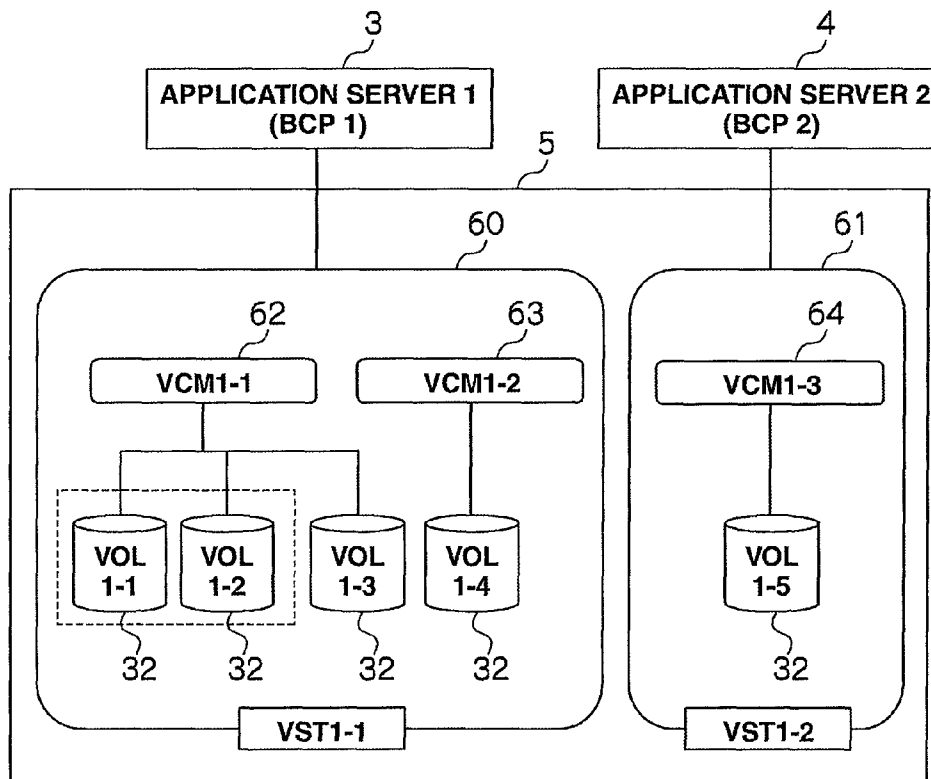 3 4
APPLICATION SERVER 1 APPLICATION SERVER 2
(BCP 1) (BCP 2)
5
60 61
62 63 64
VCM1-1 VCM1-2 VCM1-3
VOL VOL VOL VOL VOL
1-1 1-2 1-3 1-4 1-5
32 32 32 32 32
VST1-1 VST1-2